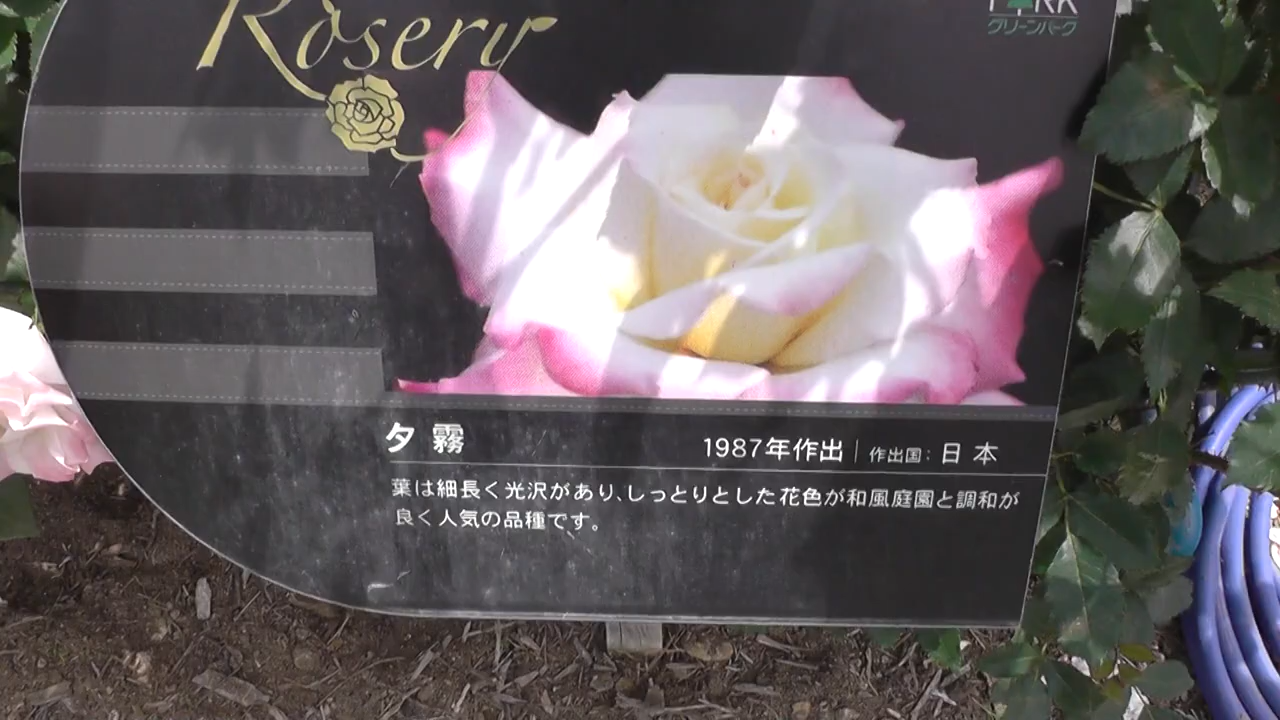 Rosery
PARK
グリーンパーク
夕霧
1987年作出 | 作出国: 日本
葉は細長く光沢があり、しっとりとした花色が和風庭園と調和が
良く人気の品種です。